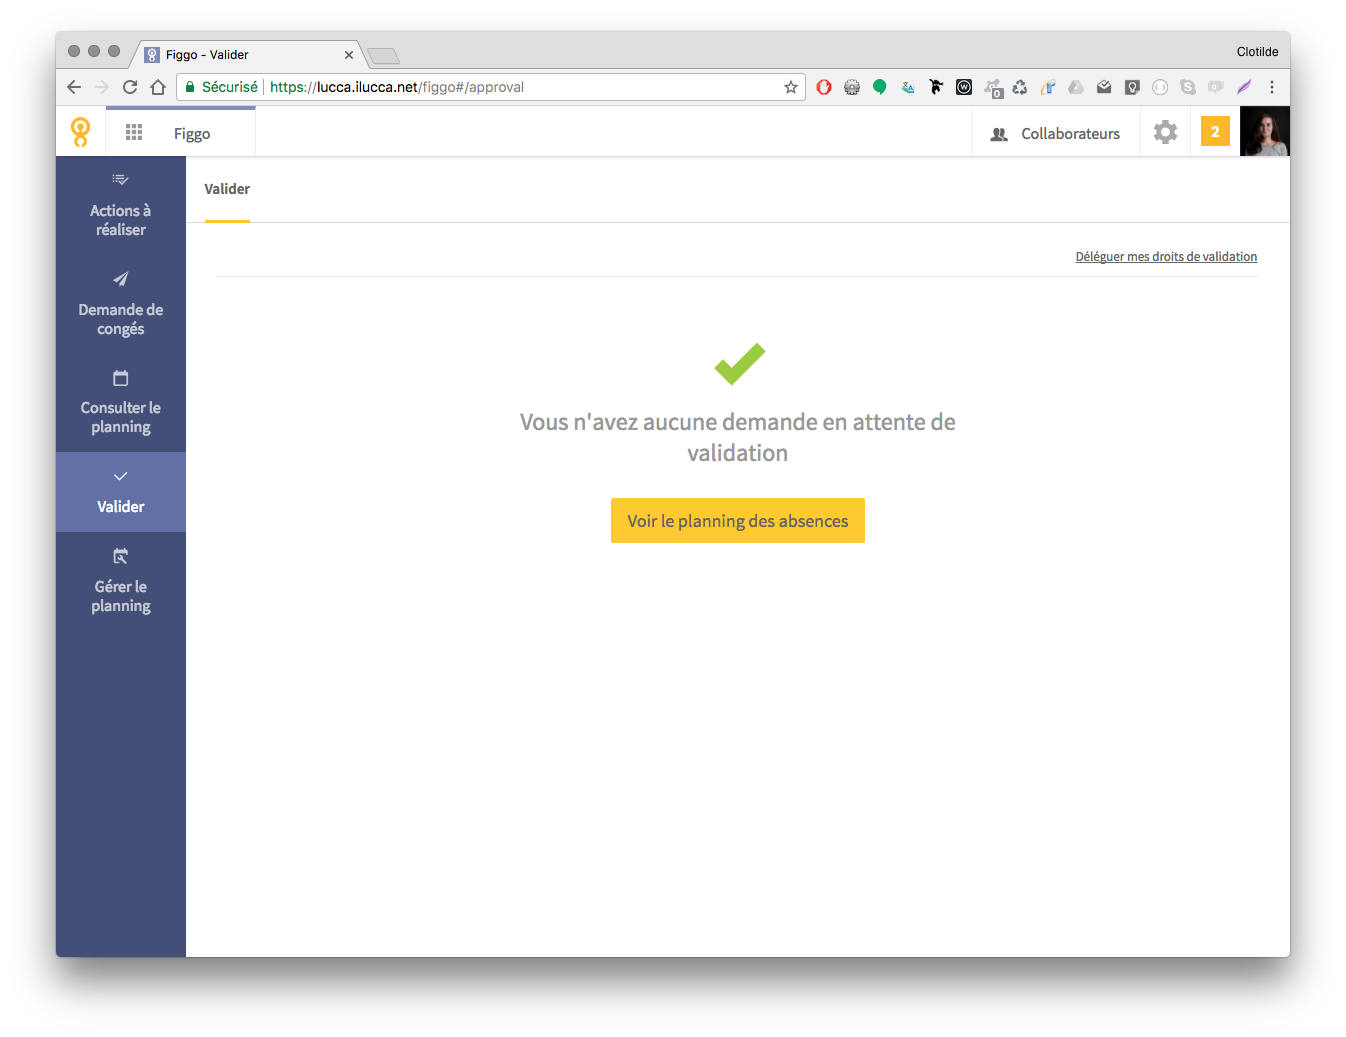 Figgo - Valider
Clotilde
Sécurisé https://lucca.ilucca.net/figgo#/approval
0
Figgo
Collaborateurs
2
Actions à
réaliser
Demande de
congés
Consulter le
planning
Valider
Gérer le
planning
Valider
Déléguer mes droits de validation
Vous n'avez aucune demande en attente de
validation
Voir le planning des absences